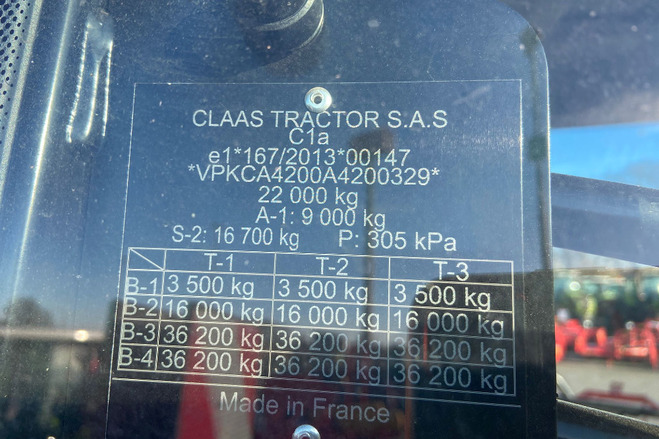 CLAAS TRACTOR S.A.S
C1a
e1*167/2013*00147
*VPKCA4200A4200329*
22 000 kg
A-1: 9 000 kg
S-2: 16 700 kg P: 305 kPa
T-1 T-2 T-3
B-1 3 500 kg 3 500 kg 3 500 kg
B-2 16 000 kg 16 000 kg 16 000 kg
B-3 36 200 kg 36 200 kg 36 200 kg
B-4 36 200 kg 36 200 kg 36 200 kg
Made in France